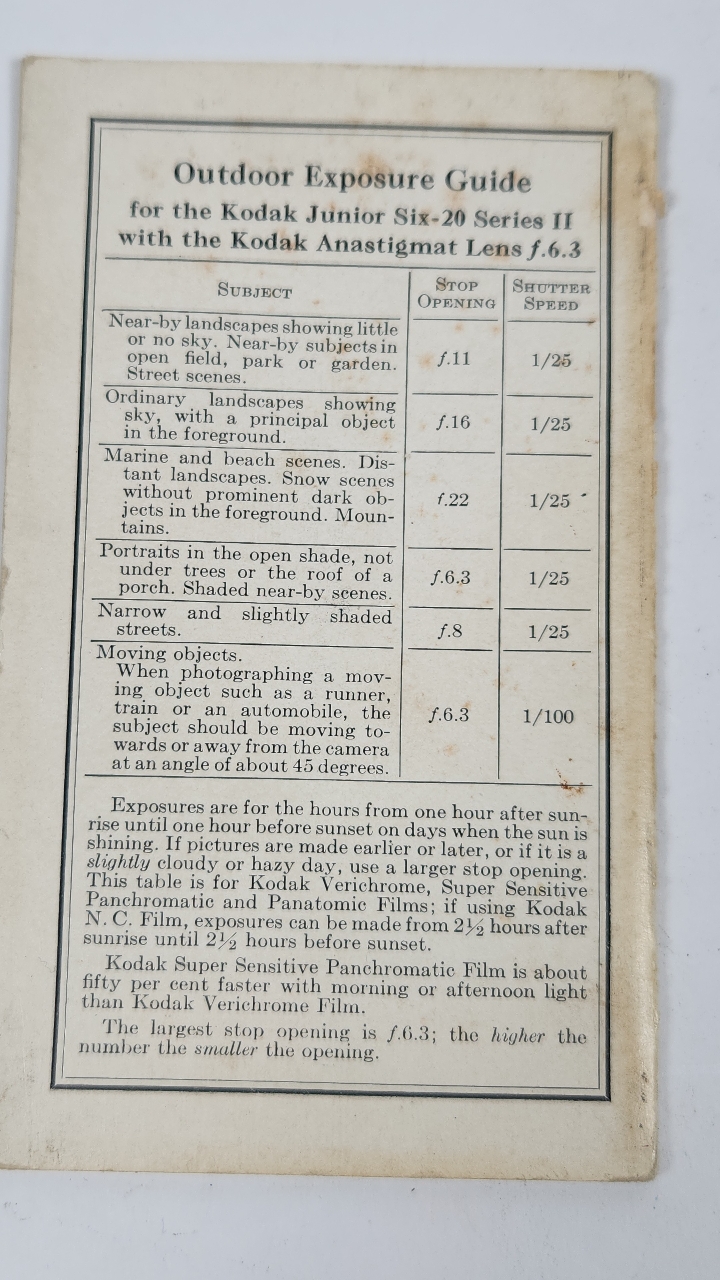 Outdoor Exposure Guide
for the Kodak Junior Six-20 Series II
with the Kodak Anastigmat Lens f.6.3
SUBJECT
STOP
OPENING
SHUTTER
SPEED
Near-by landscapes showing little
or no sky. Near-by subjects in
open field, park or garden.
Street scenes.
f.11
1/25
Ordinary landscapes showing
sky, with a principal object
in the foreground.
f.16
1/25
Marine and beach scenes. Dis-
tant landscapes. Snow scenes
without prominent dark ob-
jects in the foreground. Moun-
tains.
f.22
1/25
Portraits in the open shade, not
under trees or the roof of a
porch. Shaded near-by scenes.
f.6.3
1/25
Narrow and slightly shaded
streets.
f.8
1/25
Moving objects.
When photographing a mov-
ing object such as a runner,
train or an automobile, the
subject should be moving to-
wards or away from the camera
at an angle of about 45 degrees.
f.6.3
1/100
Exposures are for the hours from one hour after sun-
rise until one hour before sunset on days when the sun is
shining. If pictures are made earlier or later, or if it is a
slightly cloudy or hazy day, use a larger stop opening.
This table is for Kodak Verichrome, Super Sensitive
Panchromatic and Panatomic Films; if using Kodak
N. C. Film, exposures can be made from 2½ hours after
sunrise until 2½ hours before sunset.
Kodak Super Sensitive Panchromatic Film is about
fifty per cent faster with morning or afternoon light
than Kodak Verichrome Film.
The largest stop opening is f.6.3; the higher the
number the smaller the opening.